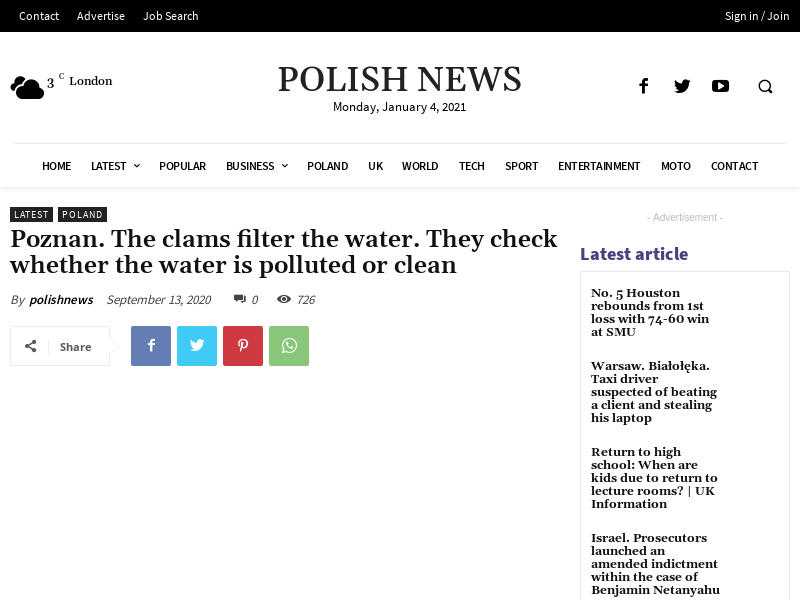 Contact Advertise Job Search Sign in / Join
3 C London
POLISH NEWS
Monday, January 4, 2021
HOME LATEST POPULAR BUSINESS POLAND UK WORLD TECH SPORT ENTERTAINMENT MOTO CONTACT
LATEST POLAND
Poznan. The clams filter the water. They check
whether the water is polluted or clean
By polishnews September 13, 2020 0 726
Share
- Advertisement -
Latest article
No. 5 Houston
rebounds from 1st
loss with 74-60 win
at SMU
Warsaw. Białołęka.
Taxi driver
suspected of beating
a client and stealing
his laptop
Return to high
school: When are
kids due to return to
lecture rooms? | UK
Information
Israel. Prosecutors
launched an
amended indictment
within the case of
Benjamin Netanyahu